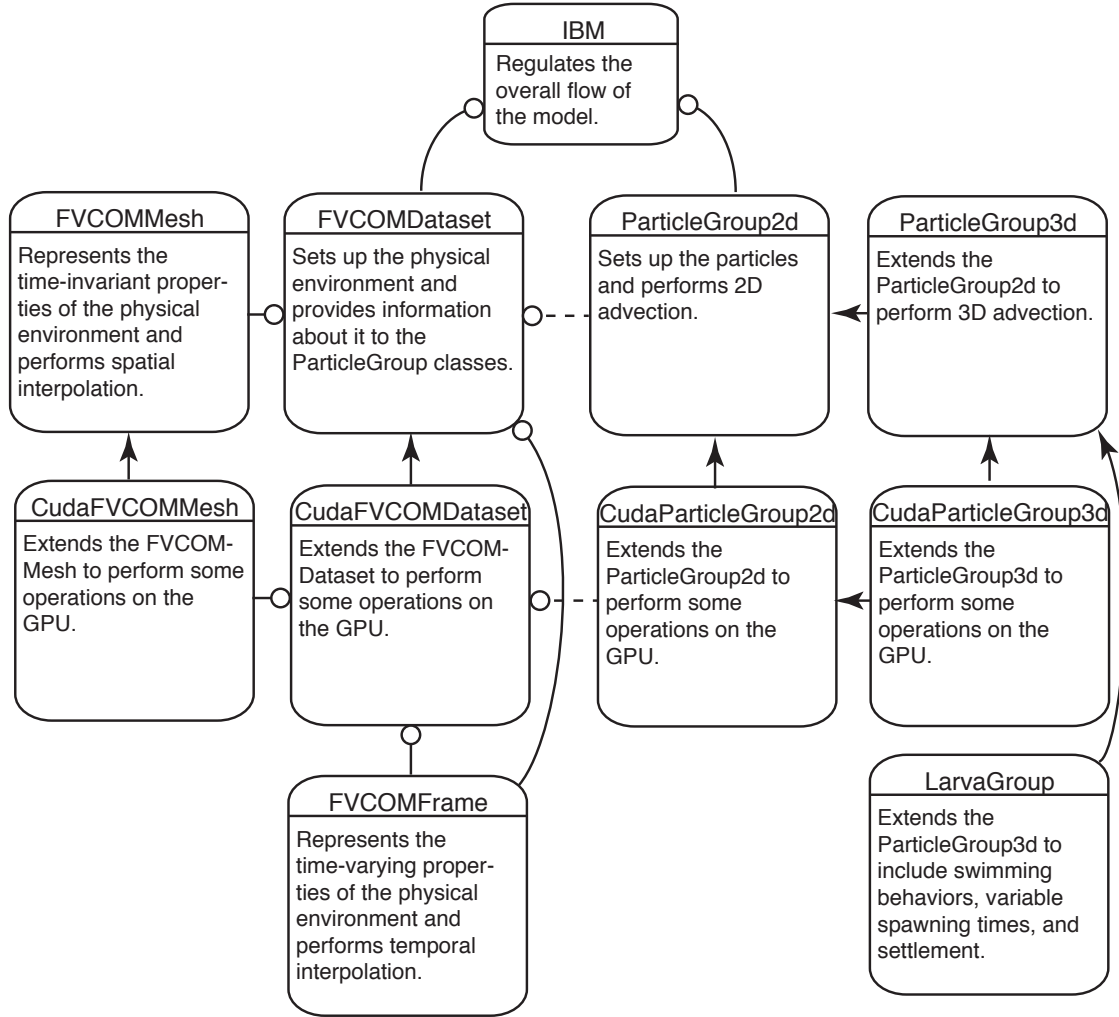 IBM
Regulates the
overall flow of
the model.
FVCOMMesh
Represents the
time-invariant proper-
ties of the physical
environment and
performs spatial
interpolation.
FVCOMDataset
Sets up the physical
environment and
provides information
about it to the
ParticleGroup classes.
ParticleGroup2d
Sets up the particles
and performs 2D
advection.
ParticleGroup3d
Extends the
ParticleGroup2d to
perform 3D advection.
CudaFVCOMMesh
Extends the FVCOM-
Mesh to perform some
operations on the
GPU.
CudaFVCOMDataset
Extends the FVCOM-
Dataset to perform
some operations on
the GPU.
CudaParticleGroup2d
Extends the
ParticleGroup2d to
perform some
operations on the
GPU.
CudaParticleGroup3d
Extends the
ParticleGroup3d to
perform some
operations on the
GPU.
FVCOMFrame
Represents the
time-varying proper-
ties of the physical
environment and
performs temporal
interpolation.
LarvaGroup
Extends the
ParticleGroup3d to
include swimming
behaviors, variable
spawning times, and
settlement.